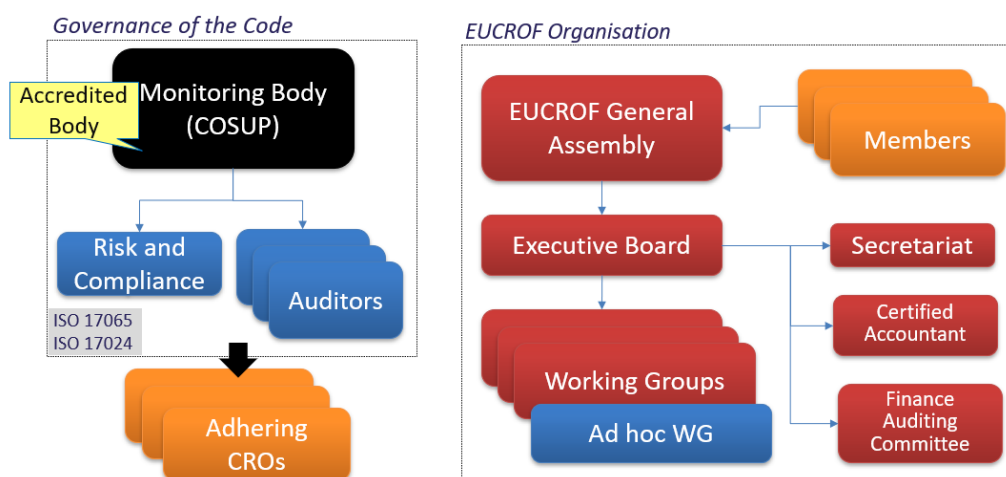 Governance of the Code
Accredited
Body
Monitoring Body
(COSUP)
Risk and
Compliance
Auditors
ISO 17065
ISO 17024
Adhering
CROs
EUCROF Organisation
EUCROF General
Assembly
Members
Executive Board
Secretariat
Certified
Accountant
Working Groups
Ad hoc WG
Finance
Auditing
Committee